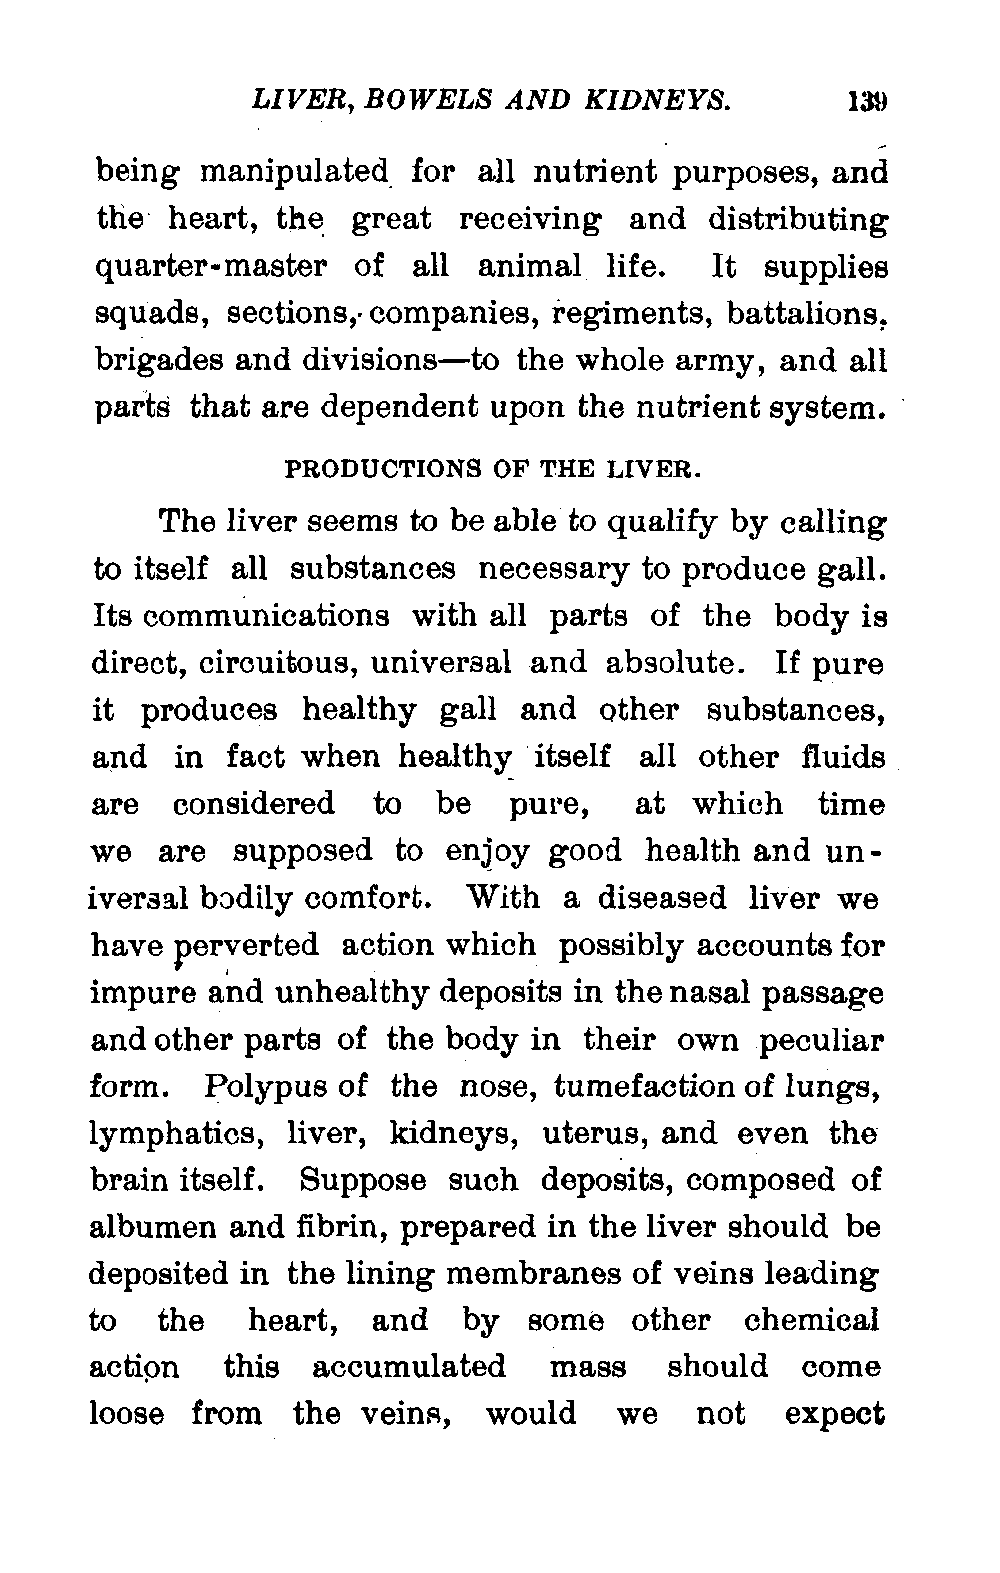 LIVER, BOWELS AND KIDNEYS. 139
being manipulated for all nutrient purposes, and
the heart, the great receiving and distributing
quarter-master of all animal life. It supplies
squads, sections, companies, regiments, battalions,
brigades and divisions—to the whole army, and all
parts that are dependent upon the nutrient system.
PRODUCTIONS OF THE LIVER.
The liver seems to be able to qualify by calling
to itself all substances necessary to produce gall.
Its communications with all parts of the body is
direct, circuitous, universal and absolute. If pure
it produces healthy gall and other substances,
and in fact when healthy itself all other fluids
are considered to be pure, at which time
we are supposed to enjoy good health and un-
iversal bodily comfort. With a diseased liver we
have perverted action which possibly accounts for
impure and unhealthy deposits in the nasal passage
and other parts of the body in their own peculiar
form. Polypus of the nose, tumefaction of lungs,
lymphatics, liver, kidneys, uterus, and even the
brain itself. Suppose such deposits, composed of
albumen and fibrin, prepared in the liver should be
deposited in the lining membranes of veins leading
to the heart, and by some other chemical
action this accumulated mass should come
loose from the veins, would we not expect